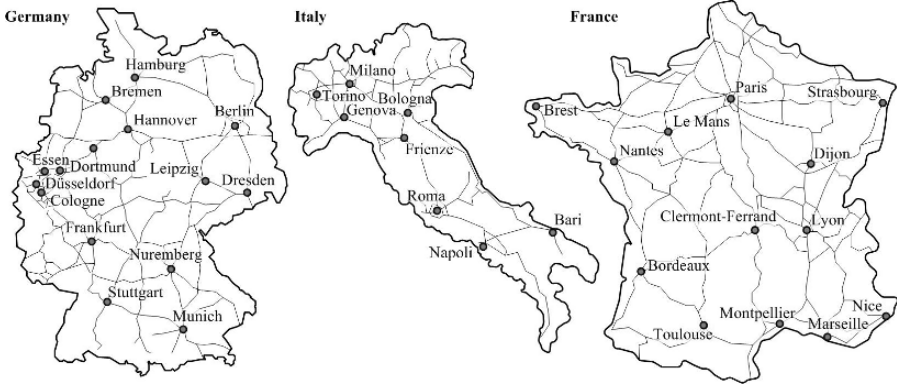 Germany
Hamburg
Bremen
Berlin
Hannover
Essen
Dortmund
Leipzig
Düsseldorf
Dresden
Cologne
Frankfurt
Nuremberg
Stuttgart
Munich
Italy
Milano
Torino
Bologna
Genova
Frienze
Roma
Bari
Napoli
France
Paris
Strasbourg
Brest
Le Mans
Nantes
Dijon
Clermont-Ferrand
Lyon
Bordeaux
Nice
Montpellier
Toulouse
Marseille